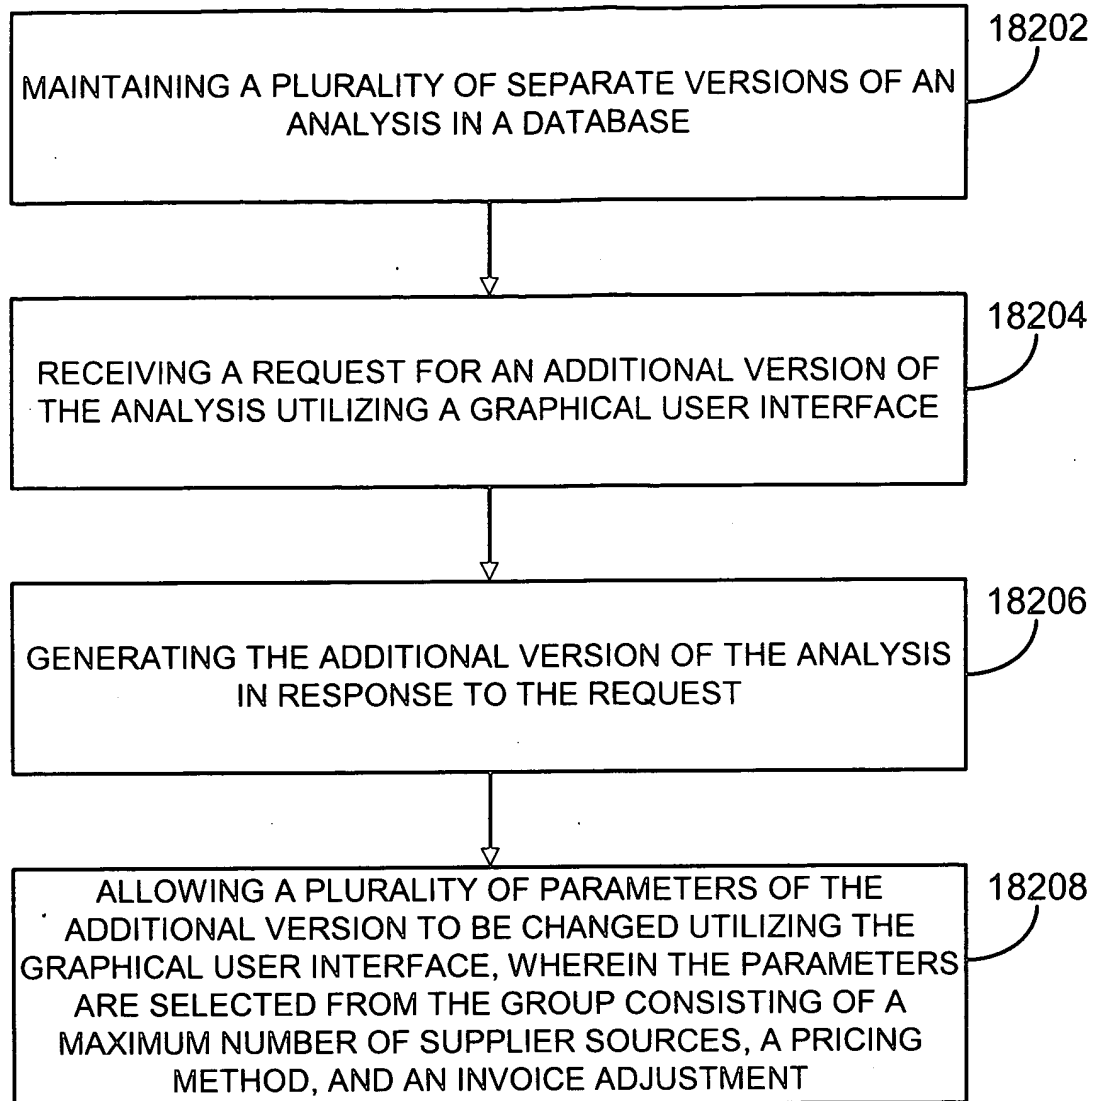 18202
MAINTAINING A PLURALITY OF SEPARATE VERSIONS OF AN
ANALYSIS IN A DATABASE
18204
RECEIVING A REQUEST FOR AN ADDITIONAL VERSION OF
THE ANALYSIS UTILIZING A GRAPHICAL USER INTERFACE
18206
GENERATING THE ADDITIONAL VERSION OF THE ANALYSIS
IN RESPONSE TO THE REQUEST
18208
ALLOWING A PLURALITY OF PARAMETERS OF THE
ADDITIONAL VERSION TO BE CHANGED UTILIZING THE
GRAPHICAL USER INTERFACE, WHEREIN THE PARAMETERS
ARE SELECTED FROM THE GROUP CONSISTING OF A
MAXIMUM NUMBER OF SUPPLIER SOURCES, A PRICING
METHOD, AND AN INVOICE ADJUSTMENT